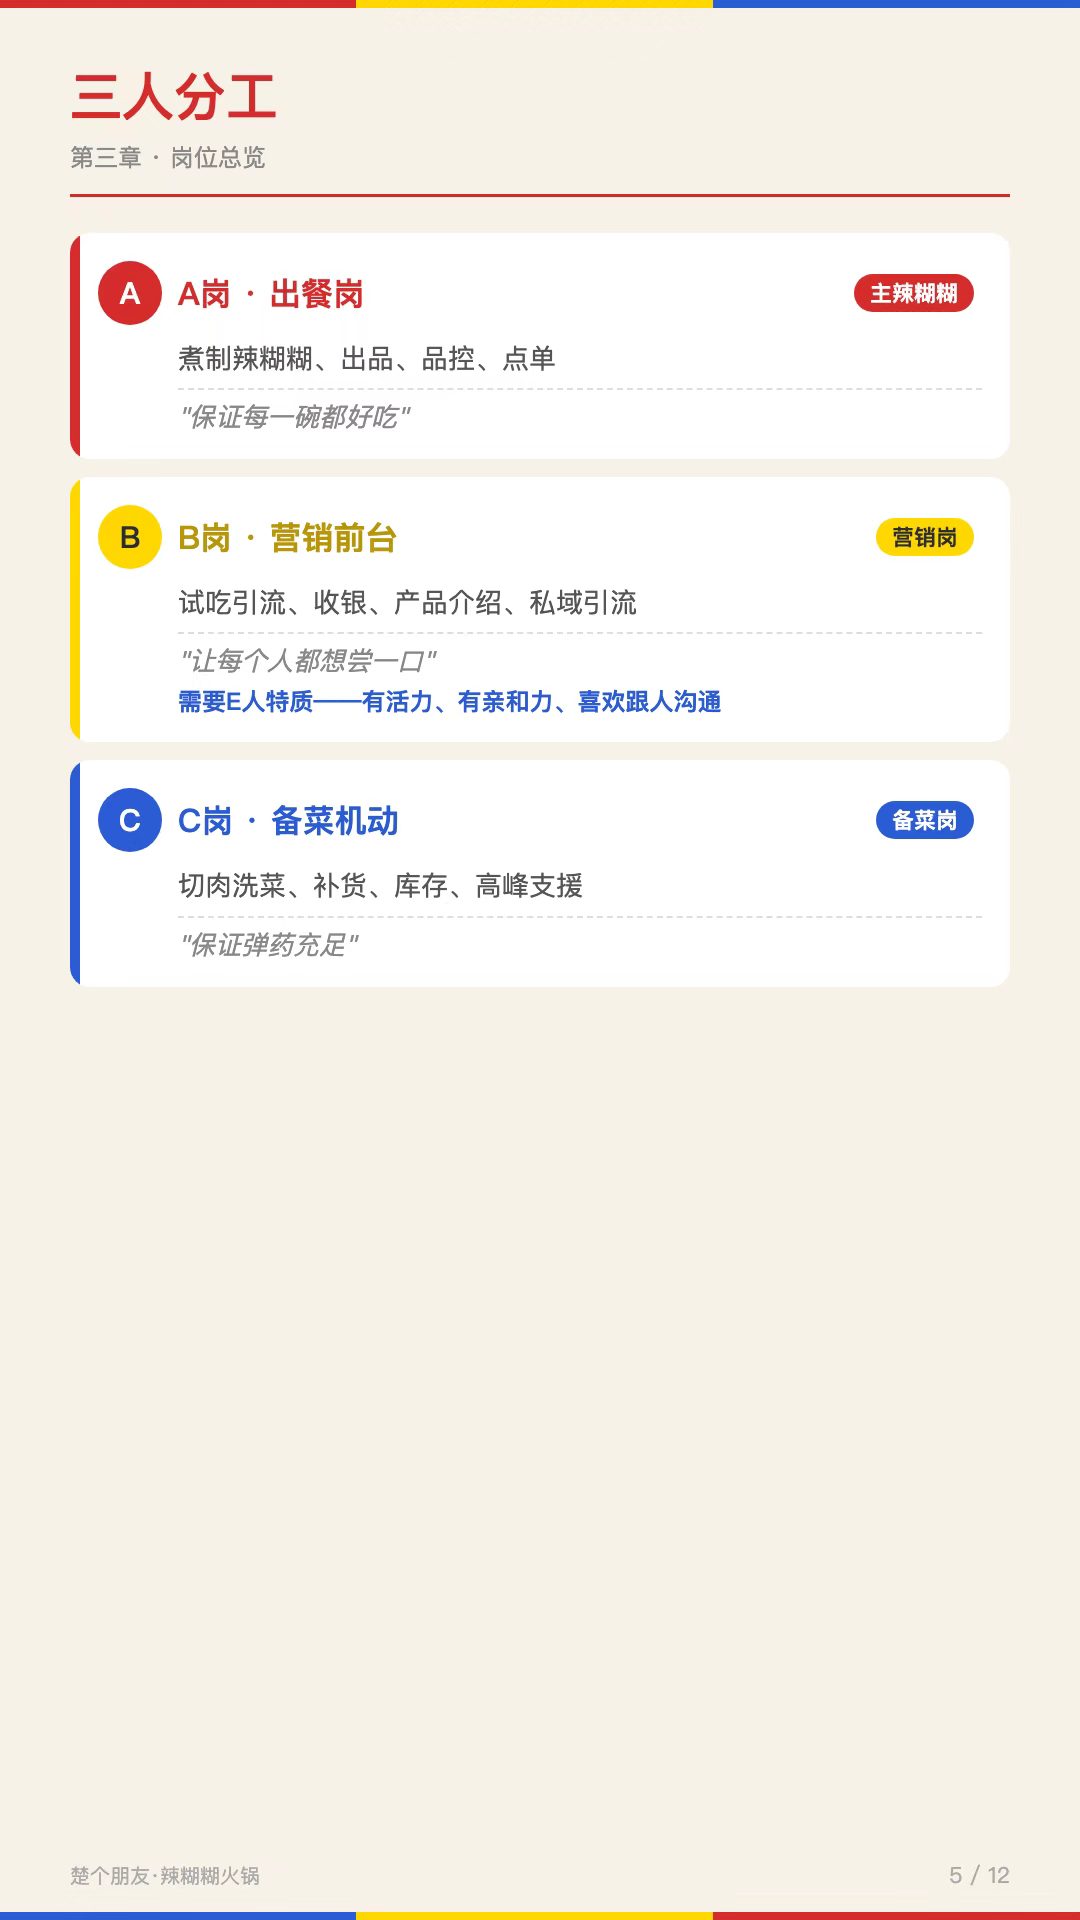 三人分工
第三章 · 岗位总览
A
A岗 · 出餐岗
主辣糊糊
煮制辣糊糊、出品、品控、点单
"保证每一碗都好吃"
B
B岗 · 营销前台
营销岗
试吃引流、收银、产品介绍、私域引流
"让每个人都想尝一口"
需要E人特质——有活力、有亲和力、喜欢跟人沟通
C
C岗 · 备菜机动
备菜岗
切肉洗菜、补货、库存、高峰支援
"保证弹药充足"
楚个朋友·辣糊糊火锅
5 / 12